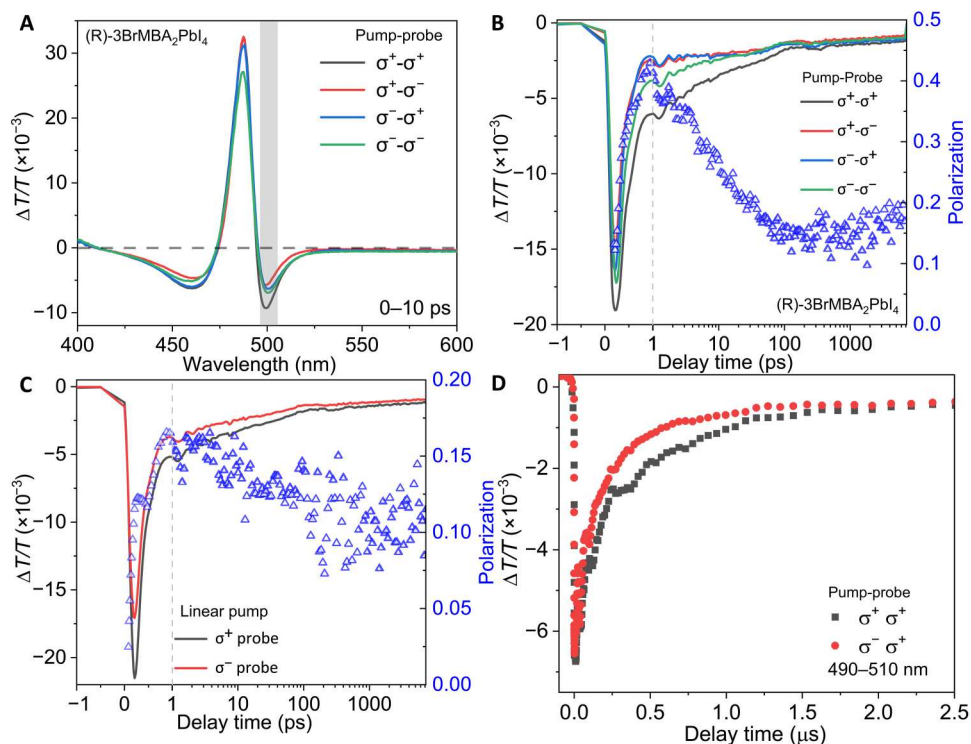 A
(R)-3BrMBA₂PbI₄
Pump-probe
σ⁺-σ⁺
σ⁺-σ⁻
σ⁻-σ⁺
σ⁻-σ⁻
0–10 ps
30
20
10
0
−10
400
450
500
550
600
Wavelength (nm)
ΔT/T (×10⁻³)
B
Pump-Probe
σ⁺-σ⁺
σ⁺-σ⁻
σ⁻-σ⁺
σ⁻-σ⁻
(R)-3BrMBA₂PbI₄
0
−5
−10
−15
−20
ΔT/T (×10⁻³)
0.5
0.4
0.3
0.2
0.1
0.0
Polarization
−1
0
1
10
100
1000
Delay time (ps)
C
Linear pump
σ⁺ probe
σ⁻ probe
0
−5
−10
−15
−20
ΔT/T (×10⁻³)
0.20
0.15
0.10
0.05
0.00
Polarization
−1
0
1
10
100
1000
Delay time (ps)
D
Pump-probe
σ⁺ σ⁺
σ⁻ σ⁺
490–510 nm
0
−2
−4
−6
ΔT/T (×10⁻³)
0.0
0.5
1.0
1.5
2.0
2.5
Delay time (μs)